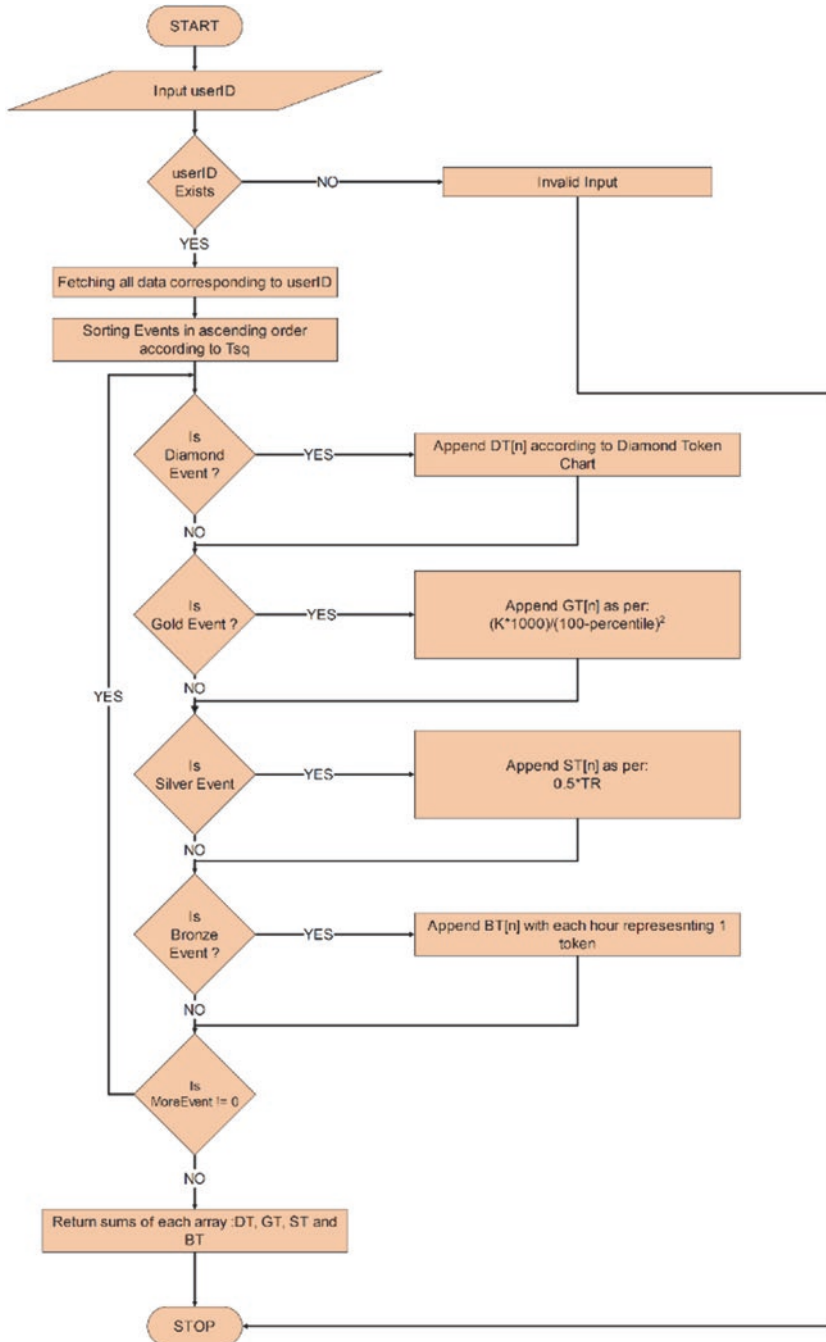 START
Input userID
userID
Exists
NO
Invalid Input
YES
Fetching all data corresponding to userID
Sorting Events in ascending order
according to Tsq
Is
Diamond
Event ?
YES
Append DT[n] according to Diamond Token
Chart
NO
Is
Gold Event ?
YES
Append GT[n] as per:
(K*1000)/(100-percentile)²
NO
YES
Is
Silver Event
YES
Append ST[n] as per:
0.5*TR
NO
Is
Bronze
Event ?
YES
Append BT[n] with each hour represesnting 1
token
NO
Is
MoreEvent != 0
NO
Return sums of each array :DT, GT, ST and
BT
STOP